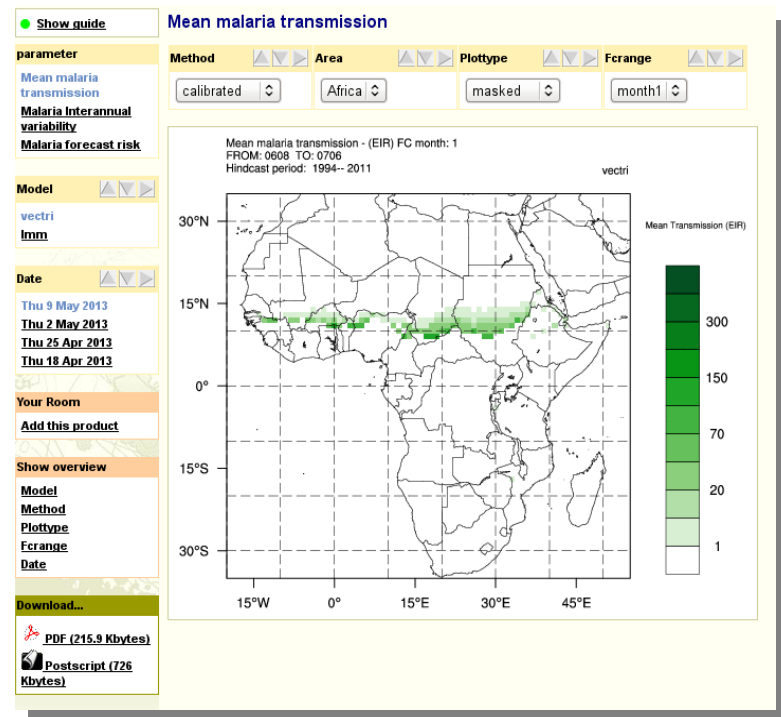 Show guide
parameter
Mean malaria
transmission
Malaria Interannual
variability
Malaria forecast risk
Model
vectri
lmm
Date
Thu 9 May 2013
Thu 2 May 2013
Thu 25 Apr 2013
Thu 18 Apr 2013
Your Room
Add this product
Show overview
Model
Method
Plottype
Fcrange
Date
Download...
PDF (215.9 Kbytes)
Postscript (726
Kbytes)
Mean malaria transmission
Method Area Plottype Fcrange
calibrated Africa masked month1
Mean malaria transmission - (EIR) FC month: 1
FROM: 0608 TO: 0706
Hindcast period: 1994-- 2011 vectri
30°N
15°N
0°
15°S
30°S
15°W 0° 15°E 30°E 45°E
Mean Transmission (EIR)
300
150
70
20
1